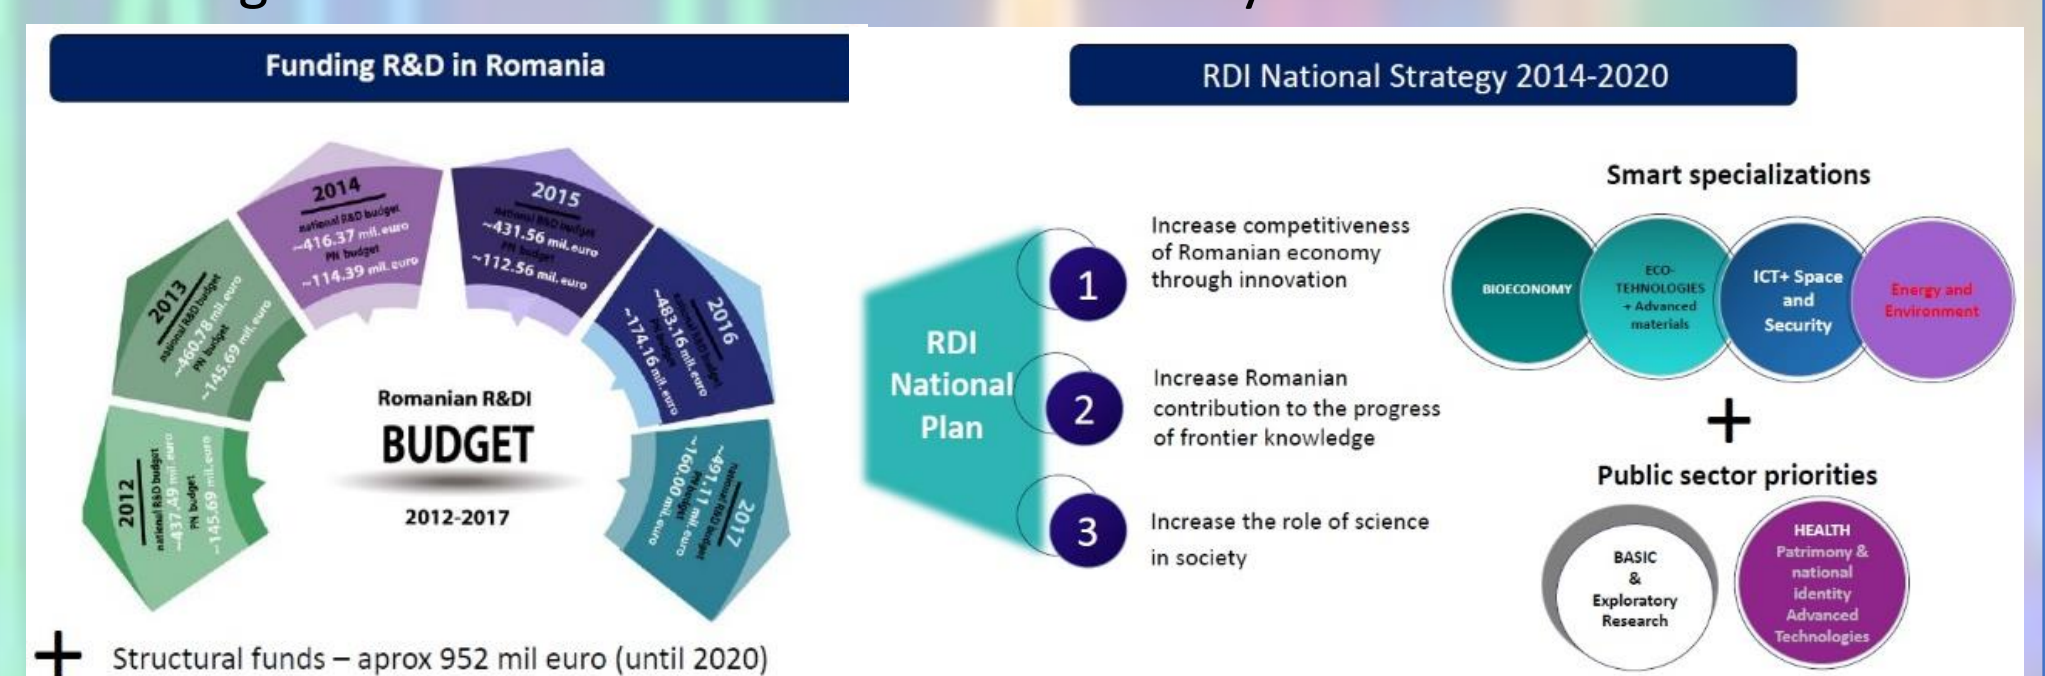 Funding R&D in Romania
2012
national R&D budget
~437.49 mil.euro
PN budget
~145.69 mil.euro
2013
national R&D budget
~460.78 mil.euro
PN budget
~145.69 mil.euro
2014
national R&D budget
~416.37 mil.euro
PN budget
~114.39 mil.euro
2015
national R&D budget
~431.56 mil.euro
PN budget
~112.56 mil.euro
2016
national R&D budget
~483.16 mil.euro
PN budget
~174.16 mil.euro
2017
national R&D budget
~491.11 mil.euro
PN budget
~160.00 mil.euro
Romanian R&DI
BUDGET
2012-2017
+ Structural funds – aprox 952 mil euro (until 2020)
RDI National Strategy 2014-2020
RDI
National
Plan
1
Increase competitiveness
of Romanian economy
through innovation
2
Increase Romanian
contribution to the progress
of frontier knowledge
3
Increase the role of science
in society
Smart specializations
BIOECONOMY
ECO-
TEHNOLOGIES
+ Advanced
materials
ICT+ Space
and
Security
Energy and
Environment
+
Public sector priorities
BASIC
&
Exploratory
Research
HEALTH
Patrimony &
national
identity
Advanced
Technologies